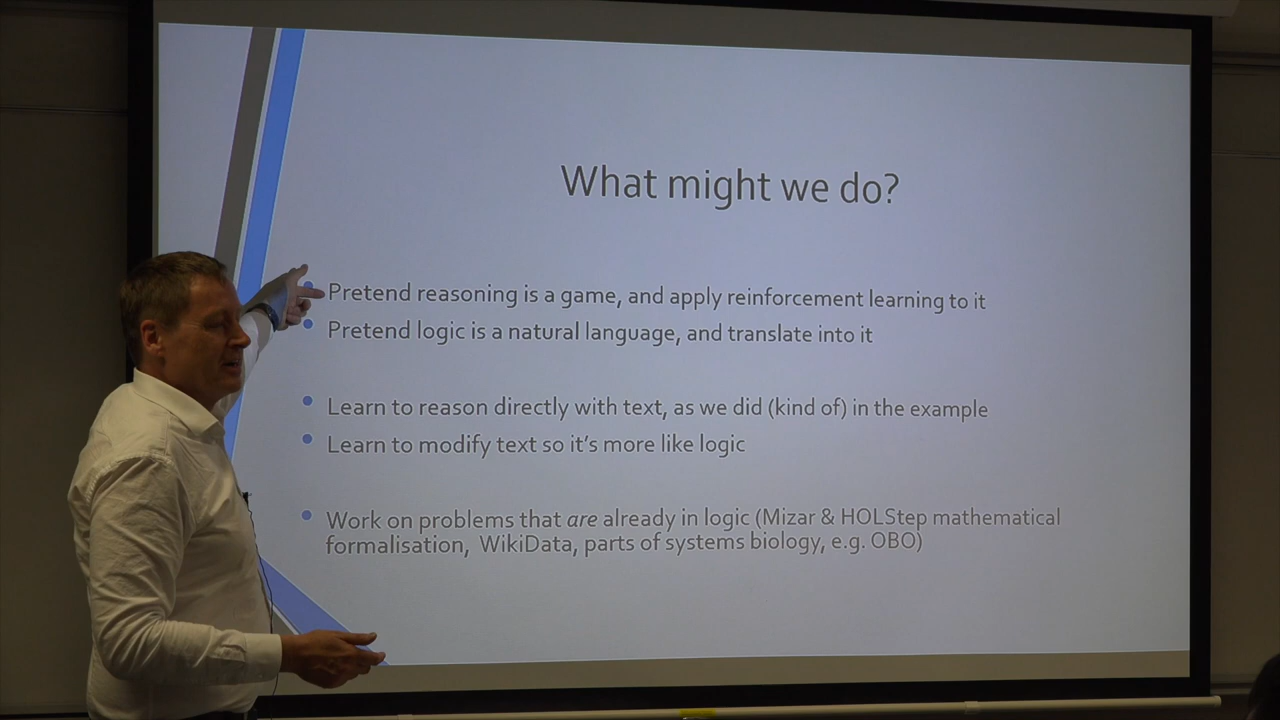 What might we do?
Pretend reasoning is a game, and apply reinforcement learning to it
Pretend logic is a natural language, and translate into it
Learn to reason directly with text, as we did (kind of) in the example
Learn to modify text so it's more like logic
Work on problems that are already in logic (Mizar & HOLStep mathematical
formalisation, WikiData, parts of systems biology, e.g. OBO)